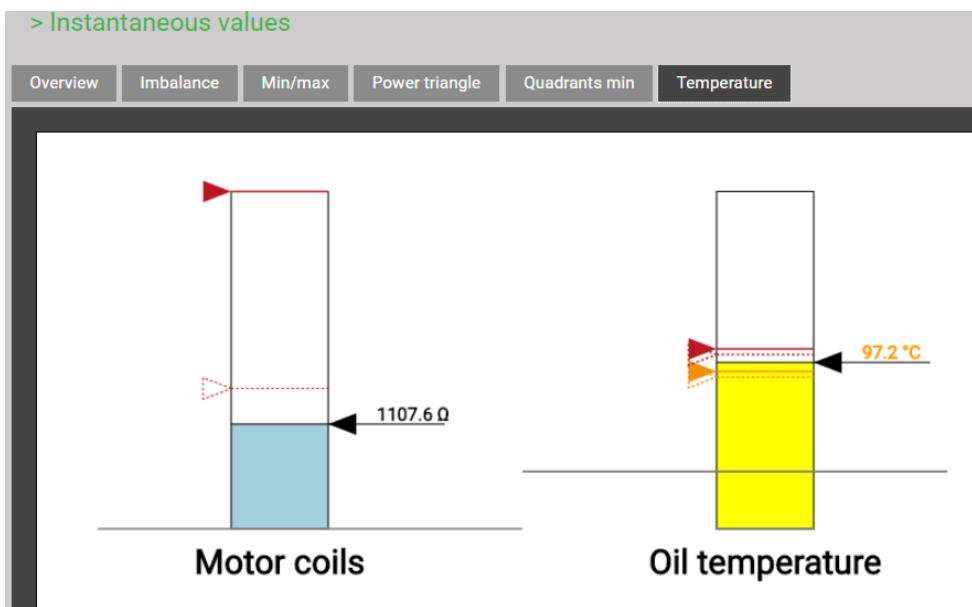 > Instantaneous values
Overview Imbalance Min/max Power triangle Quadrants min Temperature
1107.6 Ω
97.2 °C
Motor coils
Oil temperature